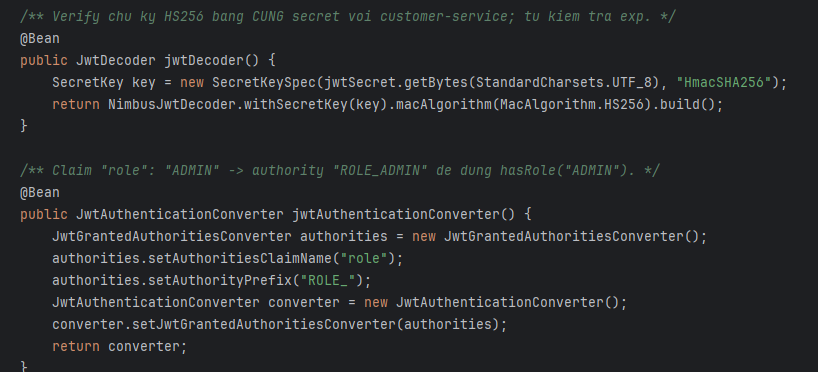 /** Verify chu ky HS256 bang CUNG secret voi customer-service; tu kiem tra exp. */
@Bean
public JwtDecoder jwtDecoder() {
    SecretKey key = new SecretKeySpec(jwtSecret.getBytes(StandardCharsets.UTF_8), "HmacSHA256");
    return NimbusJwtDecoder.withSecretKey(key).macAlgorithm(MacAlgorithm.HS256).build();
}

/** Claim "role": "ADMIN" -> authority "ROLE_ADMIN" de dung hasRole("ADMIN"). */
@Bean
public JwtAuthenticationConverter jwtAuthenticationConverter() {
    JwtGrantedAuthoritiesConverter authorities = new JwtGrantedAuthoritiesConverter();
    authorities.setAuthoritiesClaimName("role");
    authorities.setAuthorityPrefix("ROLE_");
    JwtAuthenticationConverter converter = new JwtAuthenticationConverter();
    converter.setJwtGrantedAuthoritiesConverter(authorities);
    return converter;
}